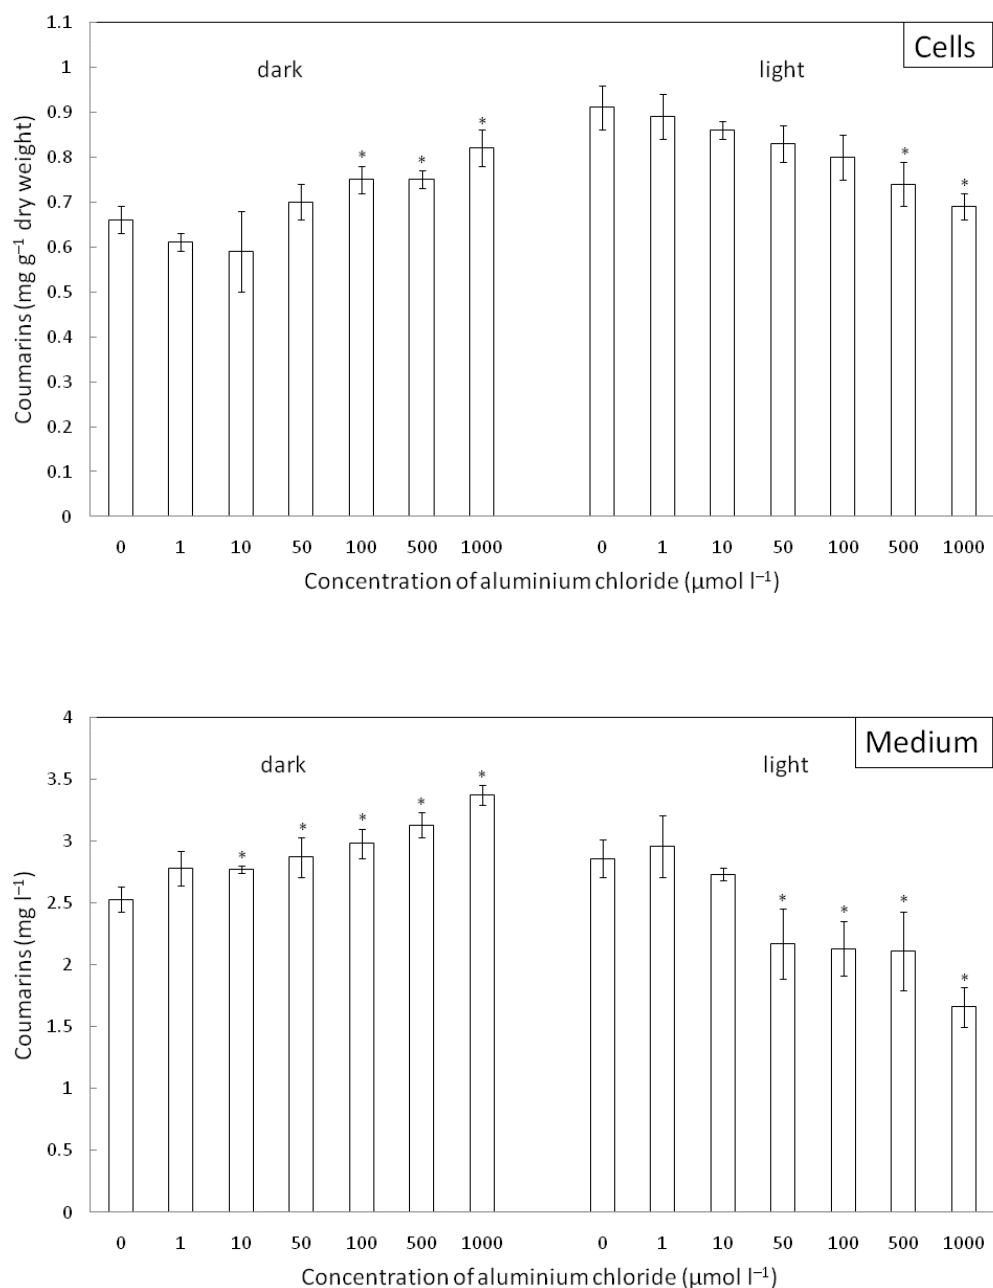 Cells
dark light
* * * * *
Coumarins (mg g⁻¹ dry weight)
1.1
1
0.9
0.8
0.7
0.6
0.5
0.4
0.3
0.2
0.1
0
0 1 10 50 100 500 1000 0 1 10 50 100 500 1000
Concentration of aluminium chloride (μmol l⁻¹)
Medium
dark light
* * * * * * * * *
Coumarins (mg l⁻¹)
4
3.5
3
2.5
2
1.5
1
0.5
0
0 1 10 50 100 500 1000 0 1 10 50 100 500 1000
Concentration of aluminium chloride (μmol l⁻¹)